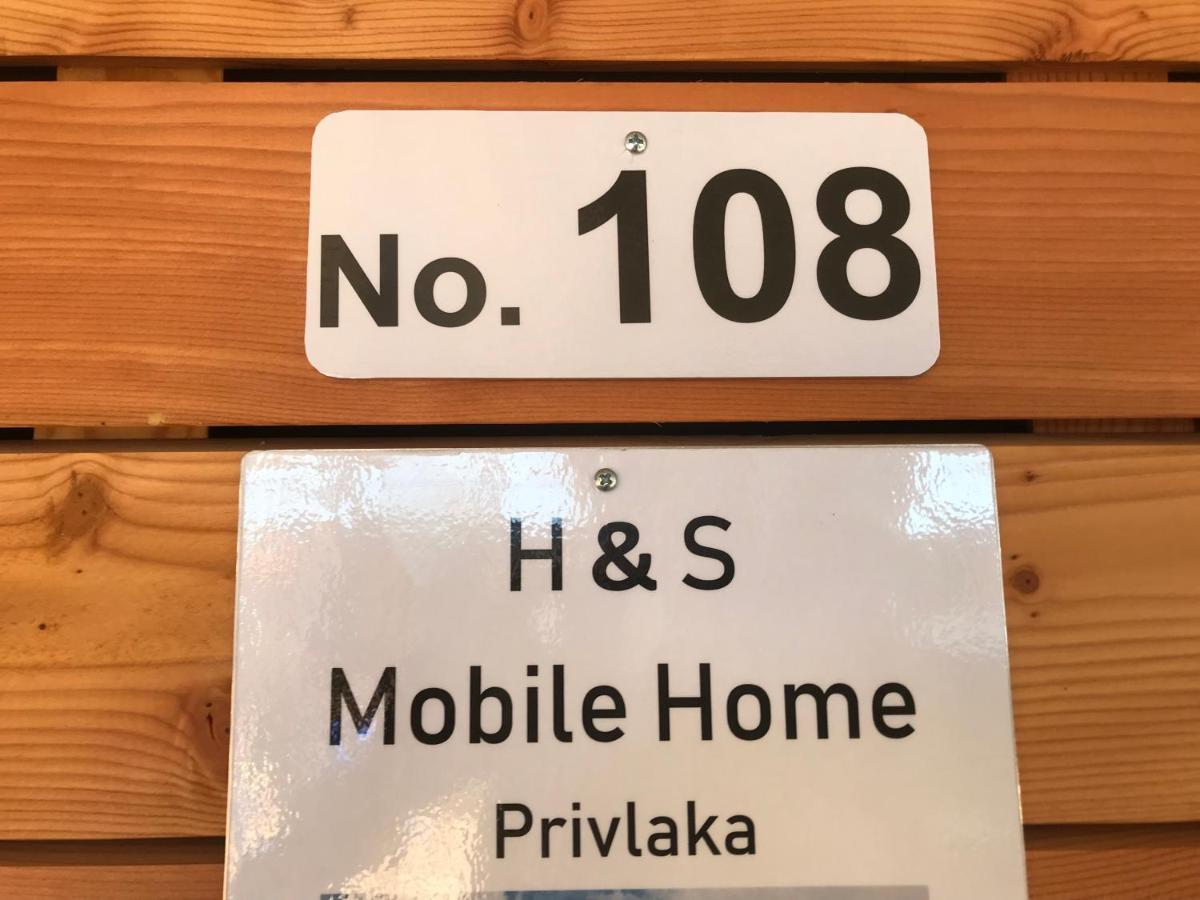 No. 108
H & S
Mobile Home
Privlaka